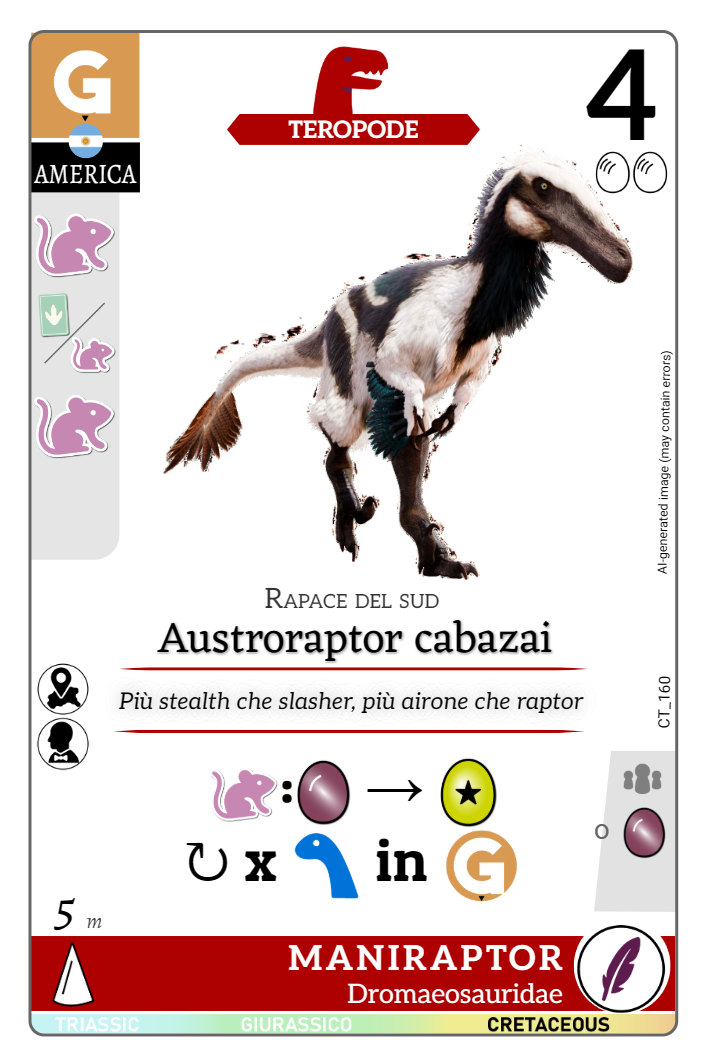 G
AMERICA
TEROPODE
4
AI-generated image (may contain errors)
RAPACE DEL SUD
Austroraptor cabazai
Più stealth che slasher, più airone che raptor
CT_160
: →
↻ x in G
O
5 m
MANIRAPTOR
Dromaeosauridae
TRIASSIC GIURASSICO CRETACEOUS